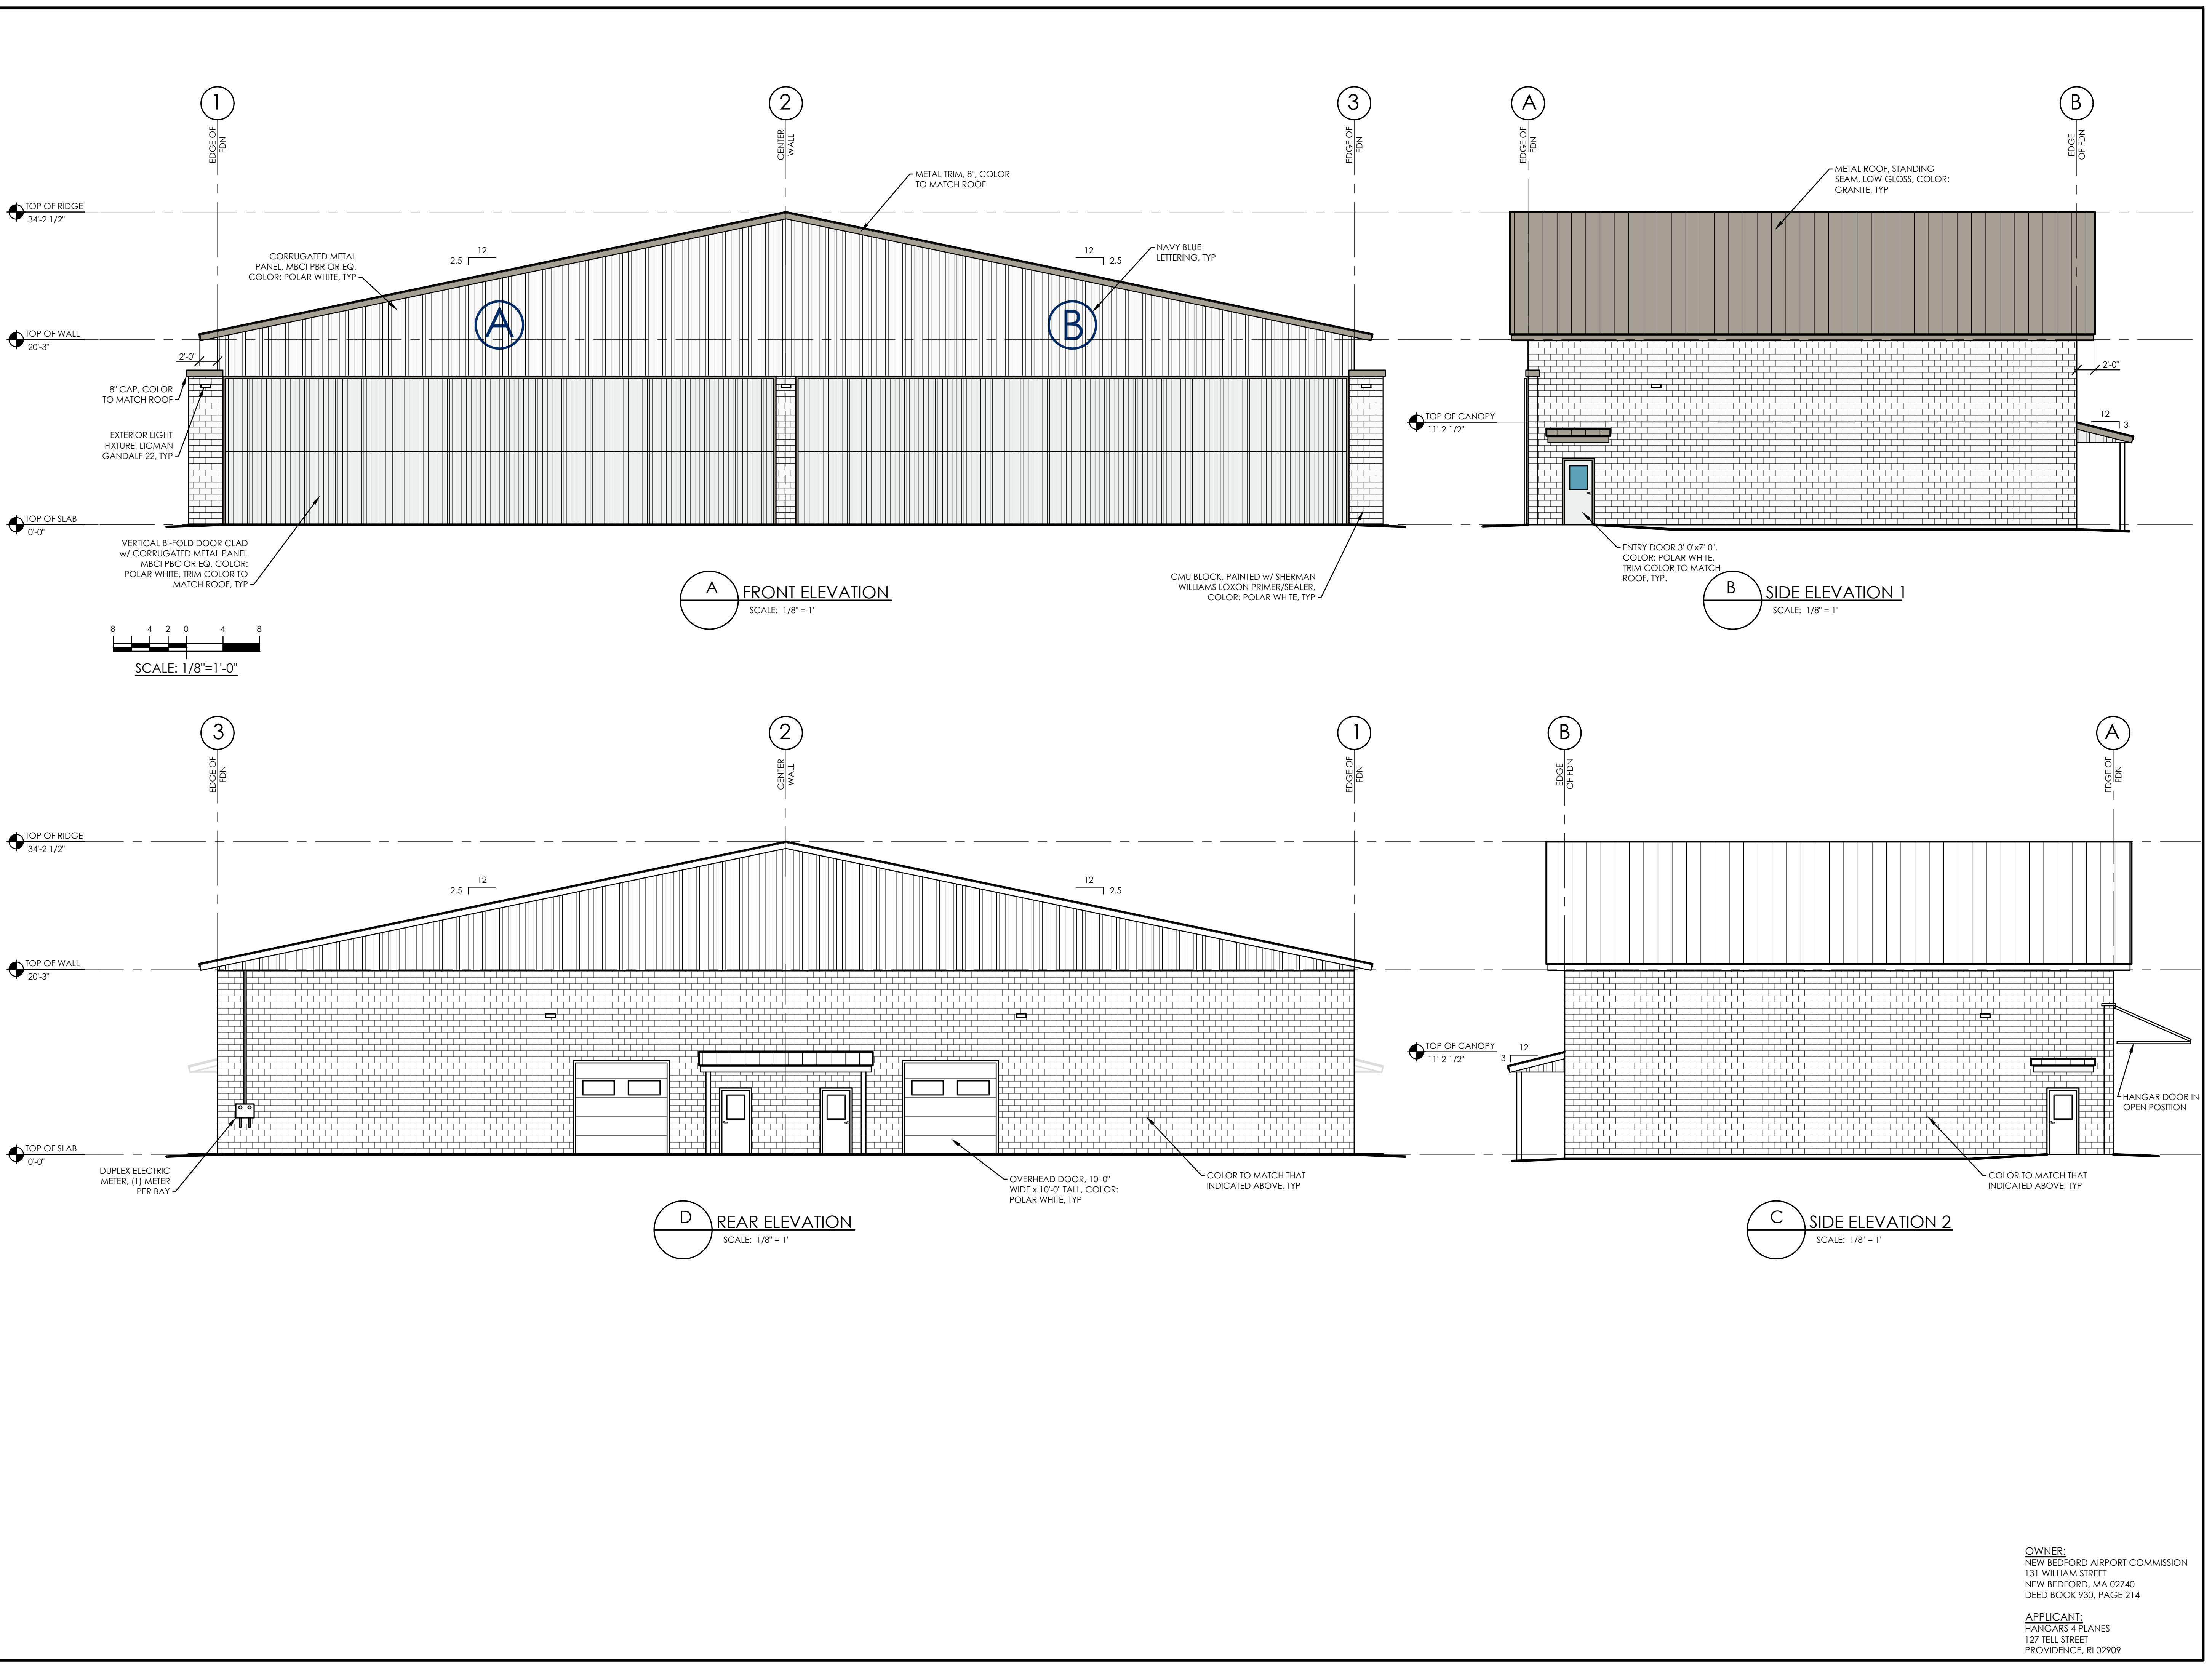 1
EDGE OF
FDN
2
CENTER
WALL
3
EDGE OF
FDN
A
EDGE OF
FDN
B
EDGE
OF FDN
METAL TRIM, 8", COLOR
TO MATCH ROOF
METAL ROOF, STANDING
SEAM, LOW GLOSS, COLOR:
GRANITE, TYP
TOP OF RIDGE
34'-2 1/2"
CORRUGATED METAL
PANEL, MBCI PBR OR EQ,
COLOR: POLAR WHITE, TYP
12
2.5
12
2.5
NAVY BLUE
LETTERING, TYP
A
B
TOP OF WALL
20'-3"
2'-0"
2'-0"
8" CAP, COLOR
TO MATCH ROOF
EXTERIOR LIGHT
FIXTURE, LIGMAN
GANDALF 22, TYP
TOP OF CANOPY
11'-2 1/2"
12
3
TOP OF SLAB
0'-0"
VERTICAL BI-FOLD DOOR CLAD
w/ CORRUGATED METAL PANEL
MBCI PBC OR EQ, COLOR:
POLAR WHITE, TRIM COLOR TO
MATCH ROOF, TYP
CMU BLOCK, PAINTED w/ SHERMAN
WILLIAMS LOXON PRIMER/SEALER,
COLOR: POLAR WHITE, TYP
ENTRY DOOR 3'-0"x7'-0",
COLOR: POLAR WHITE,
TRIM COLOR TO MATCH
ROOF, TYP.
A
FRONT ELEVATION
SCALE: 1/8" = 1'
B
SIDE ELEVATION 1
SCALE: 1/8" = 1'
8 4 2 0 4 8
SCALE: 1/8"=1'-0"
3
EDGE OF
FDN
2
CENTER
WALL
1
EDGE OF
FDN
B
EDGE
OF FDN
A
EDGE OF
FDN
TOP OF RIDGE
34'-2 1/2"
12
2.5
12
2.5
TOP OF WALL
20'-3"
TOP OF CANOPY
11'-2 1/2"
12
3
HANGAR DOOR IN
OPEN POSITION
TOP OF SLAB
0'-0"
DUPLEX ELECTRIC
METER, (1) METER
PER BAY
OVERHEAD DOOR, 10'-0"
WIDE x 10'-0" TALL, COLOR:
POLAR WHITE, TYP
COLOR TO MATCH THAT
INDICATED ABOVE, TYP
COLOR TO MATCH THAT
INDICATED ABOVE, TYP
D
REAR ELEVATION
SCALE: 1/8" = 1'
C
SIDE ELEVATION 2
SCALE: 1/8" = 1'
OWNER:
NEW BEDFORD AIRPORT COMMISSION
131 WILLIAM STREET
NEW BEDFORD, MA 02740
DEED BOOK 930, PAGE 214
APPLICANT:
HANGARS 4 PLANES
127 TELL STREET
PROVIDENCE, RI 02909